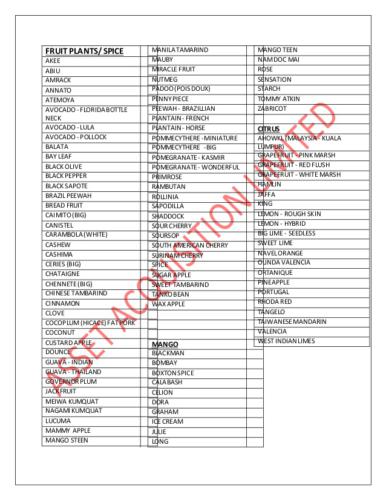 FRUIT PLANTS/ SPICE
AKEE
ABIU
AMRACK
ANNATO
ATEMOYA
AVOCADO - FLORIDA BOTTLE
NECK
AVOCADO - LULA
AVOCADO - POLLOCK
BALATA
BAY LEAF
BLACK OLIVE
BLACK PEPPER
BLACK SAPOTE
BRAZIL PEEWAH
BREAD FRUIT
CAIMITO (BIG)
CANISTEL
CARAMBOLA (WHITE)
CASHEW
CASHIMA
CERIES (BIG)
CHATAIGNE
CHENNETE (BIG)
CHINESE TAMBARIND
CINNAMON
CLOVE
COCOPLUM (HICAOE) FAT PORK
COCONUT
CUSTARD APPLE
DOUNCE
GUAVA - INDIAN
GUAVA - THAILAND
GOVERNOR PLUM
JACKFRUIT
MEIWA KUMQUAT
NAGAMI KUMQUAT
LUCUMA
MAMMY APPLE
MANGO STEEN
MANILA TAMARIND
MAUBY
MIRACLE FRUIT
NUTMEG
PADOO (POIS DOUX)
PENNY PIECE
PEEWAH - BRAZILLIAN
PLANTAIN - FRENCH
PLANTAIN - HORSE
POMMECYTHERE - MINIATURE
POMMECYTHERE - BIG
POMEGRANATE - KASMIR
POMEGRANATE - WONDERFUL
PRIMROSE
RAMBUTAN
ROLLINIA
SAPODILLA
SHADDOCK
SOUR CHERRY
SOURSOP
SOUTH AMERICAN CHERRY
SURINAM CHERRY
SPICE
SUGAR APPLE
SWEET TAMBARIND
TANKO BEAN
WAX APPLE
MANGO
BLACKMAN
BOMBAY
BOXTON SPICE
CALABASH
CELION
DORA
GRAHAM
ICE CREAM
JULIE
LONG
MANGO TEEN
NAM DOC MAI
ROSE
SENSATION
STARCH
TOMMY ATKIN
ZABRICOT
CITRUS
AHOWKI (MALAYSIA - KUALA
LUMPUR)
GRAPEFRUIT - PINK MARSH
GRAPEFRUIT - RED FLUSH
GRAPEFRUIT - WHITE MARSH
HAMLIN
JAFFA
KING
LEMON - ROUGH SKIN
LEMON - HYBRID
BIG LIME - SEEDLESS
SWEET LIME
NAVEL ORANGE
OLINDA VALENCIA
ORTANIQUE
PINEAPPLE
PORTUGAL
RHODA RED
TANGELO
TAIWANESE MANDARIN
VALENCIA
WEST INDIAN LIMES
ASSET ACQUISITION LIMITED